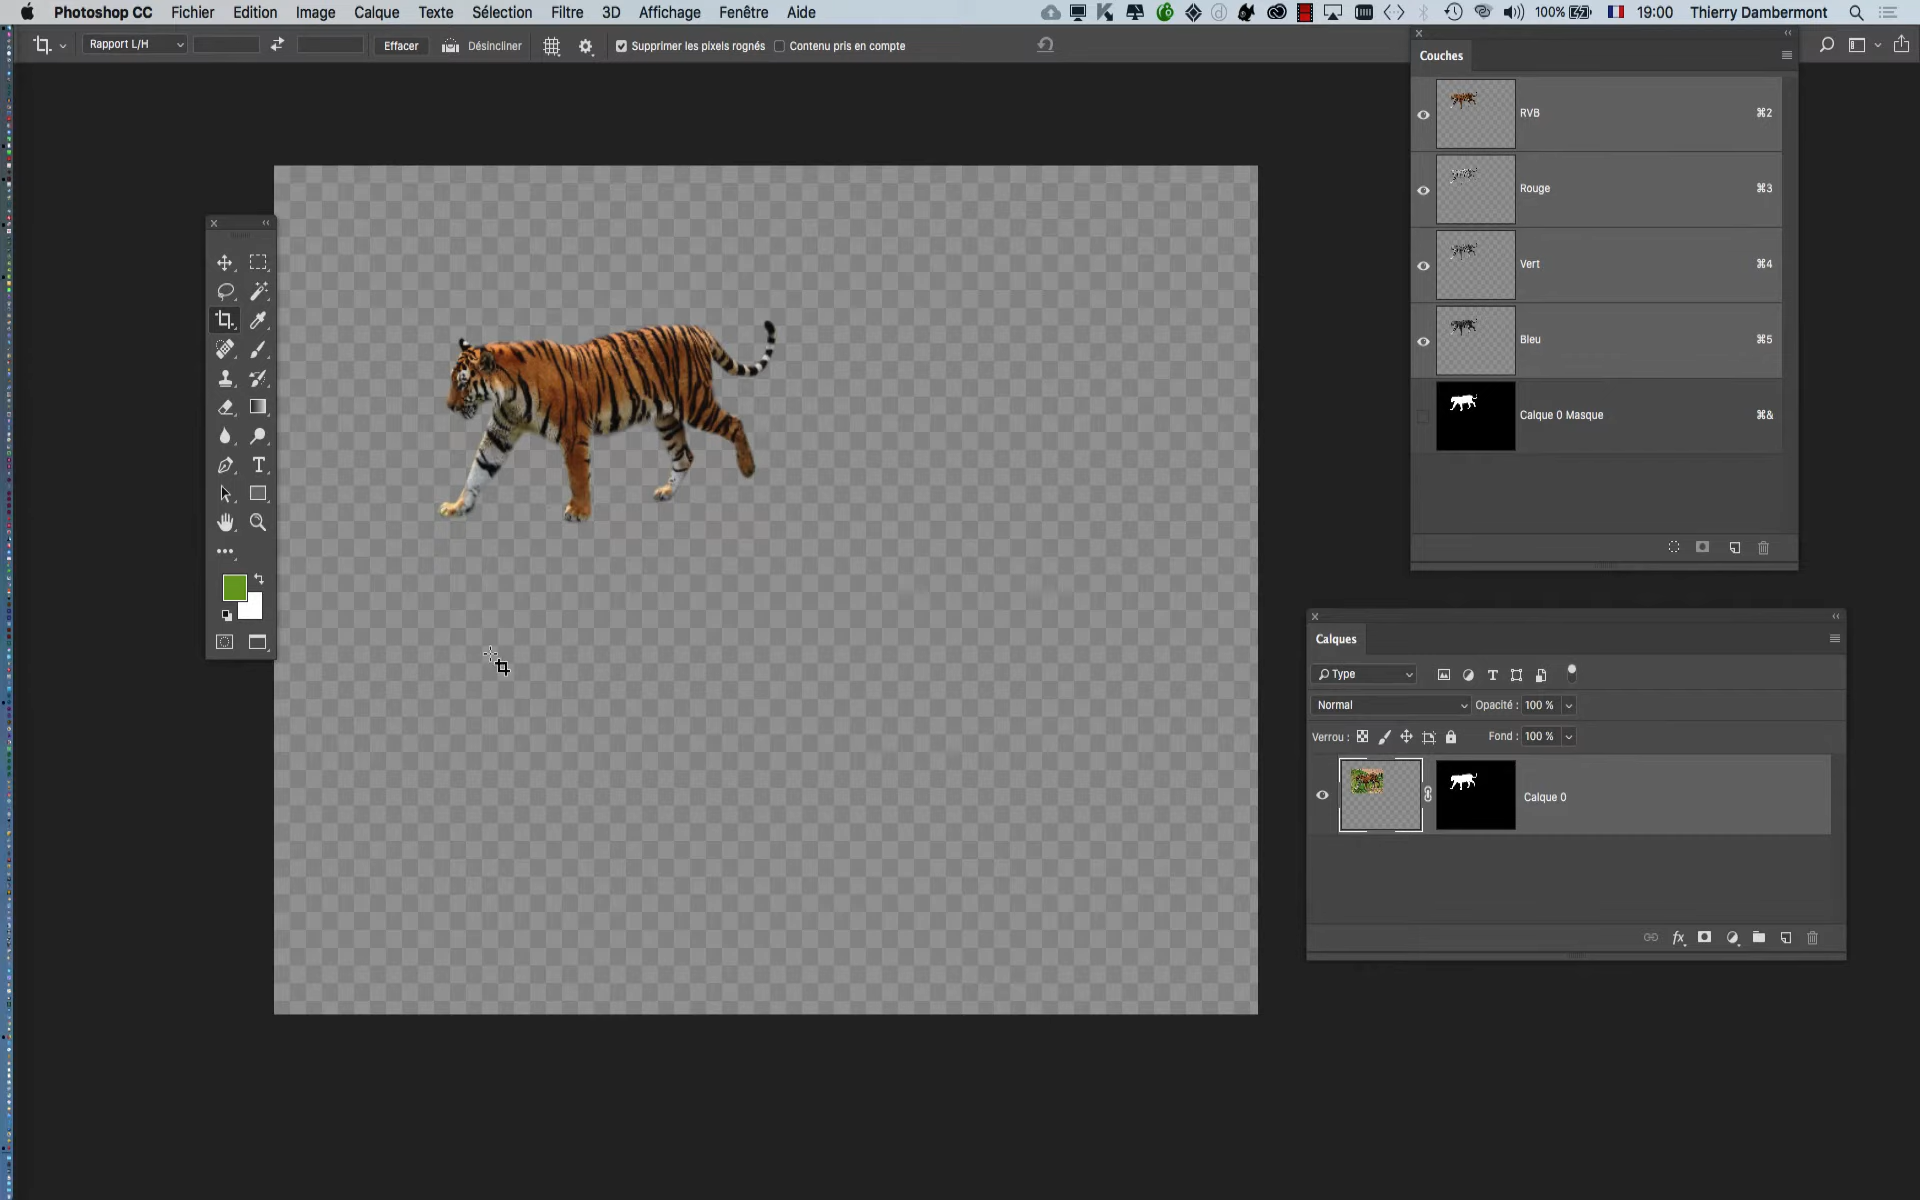 Photoshop CC Fichier Edition Image Calque Texte Sélection Filtre 3D Affichage Fenêtre Aide 100% 19:00 Thierry Dambermont
Rapport L/H Effacer Désincliner Supprimer les pixels rognés Contenu pris en compte
Couches
RVB ⌘2
Rouge ⌘3
Vert ⌘4
Bleu ⌘5
Calque 0 Masque ⌘&
Calques
Type
Normal Opacité : 100 %
Verrou : Fond : 100 %
Calque 0
fx